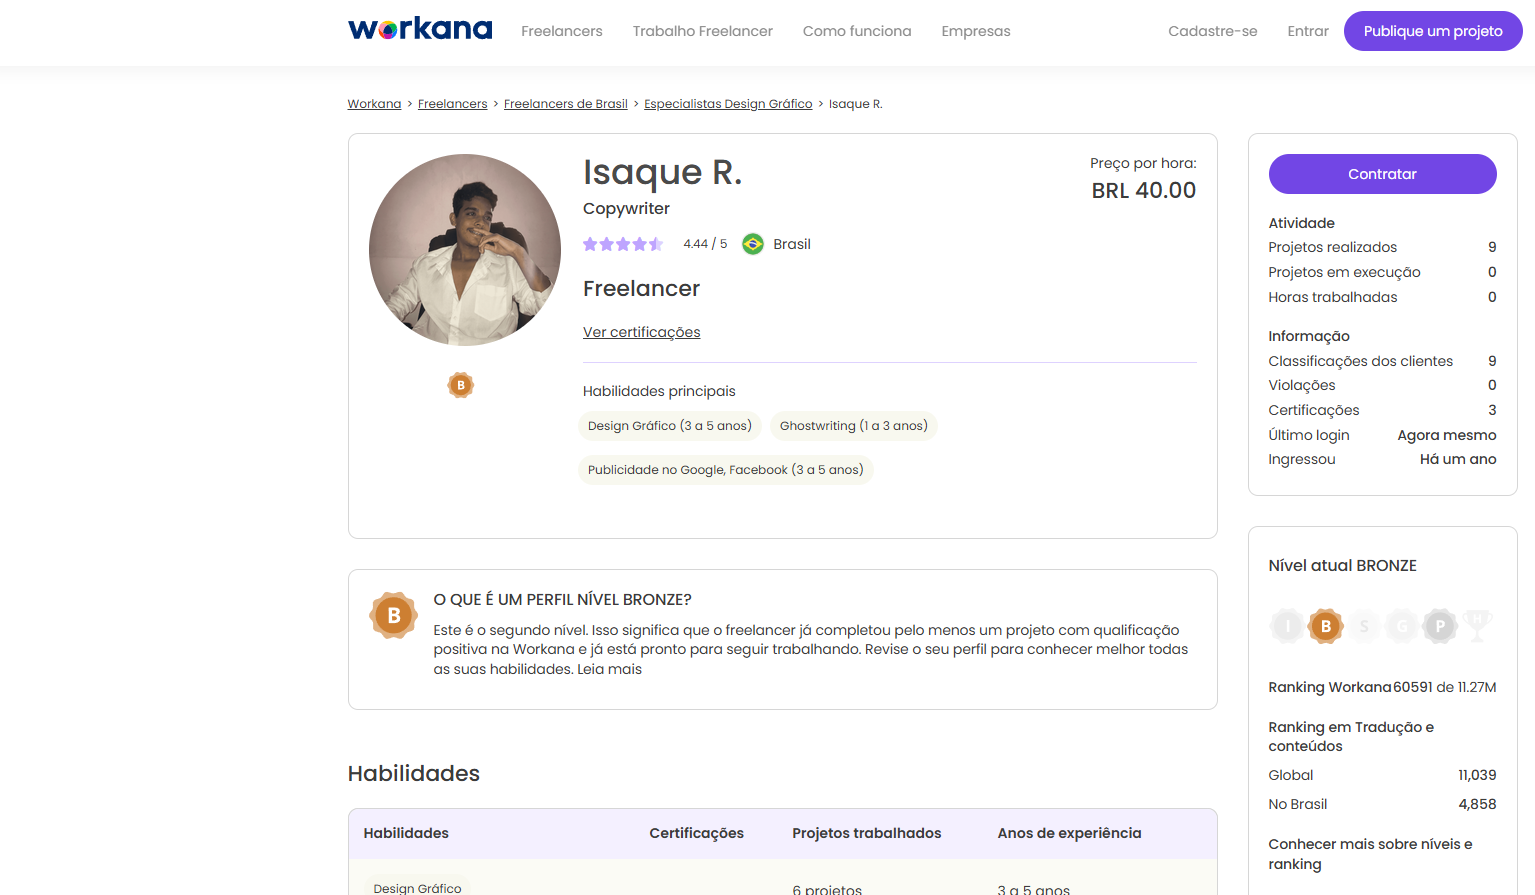 workana
Freelancers
Trabalho Freelancer
Como funciona
Empresas
Cadastre-se
Entrar
Publique um projeto
Workana > Freelancers > Freelancers de Brasil > Especialistas Design Gráfico > Isaque R.
Isaque R.
Copywriter
4.44 / 5
Brasil
Freelancer
Ver certificações
Preço por hora:
BRL 40.00
B
Habilidades principais
Design Gráfico (3 a 5 anos)
Ghostwriting (1 a 3 anos)
Publicidade no Google, Facebook (3 a 5 anos)
B
O QUE É UM PERFIL NÍVEL BRONZE?
Este é o segundo nível. Isso significa que o freelancer já completou pelo menos um projeto com qualificação
positiva na Workana e já está pronto para seguir trabalhando. Revise o seu perfil para conhecer melhor todas
as suas habilidades. Leia mais
Habilidades
Habilidades Certificações Projetos trabalhados Anos de experiência
Design Gráfico 6 projetos 3 a 5 anos
Contratar
Atividade
Projetos realizados 9
Projetos em execução 0
Horas trabalhadas 0
Informação
Classificações dos clientes 9
Violações 0
Certificações 3
Último login Agora mesmo
Ingressou Há um ano
Nível atual BRONZE
I B S G P H
Ranking Workana 60591 de 11.27M
Ranking em Tradução e
conteúdos
Global 11,039
No Brasil 4,858
Conhecer mais sobre níveis e
ranking